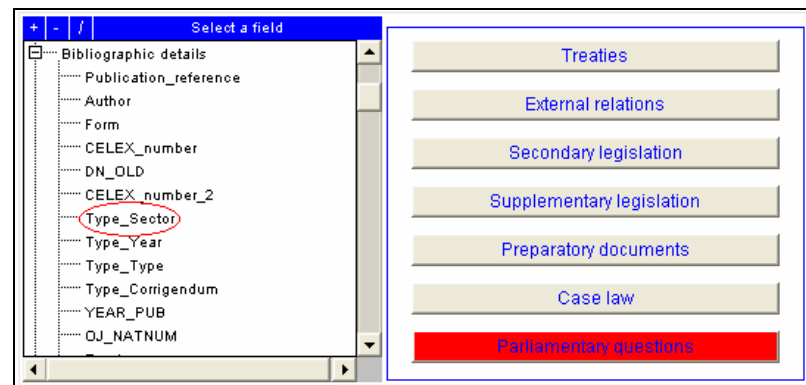 + - / Select a field
Bibliographic details
Publication_reference
Author
Form
CELEX_number
DN_OLD
CELEX_number_2
Type_Sector
Type_Year
Type_Type
Type_Corrigendum
YEAR_PUB
OJ_NATNUM
Treaties
External relations
Secondary legislation
Supplementary legislation
Preparatory documents
Case law
Parliamentary questions